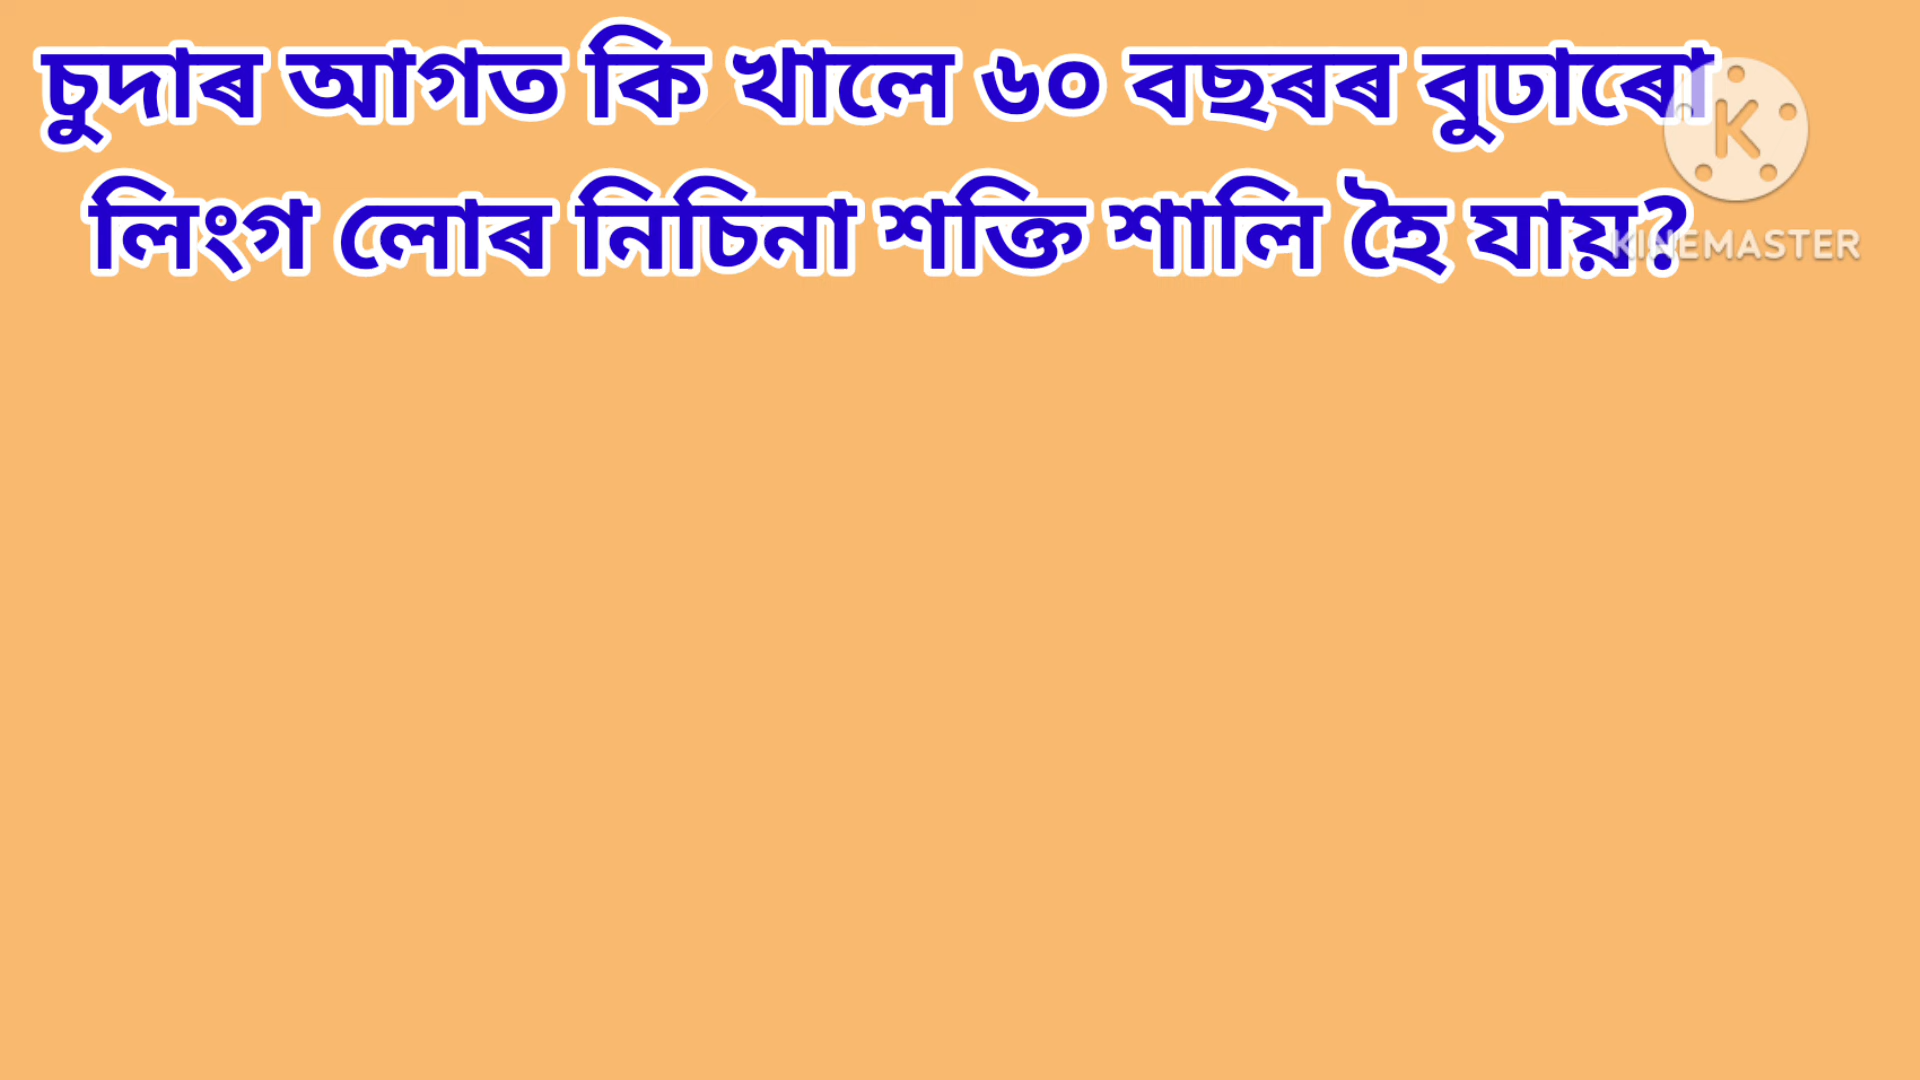 চুদাৰ আগত কি খালে ৬০ বছৰৰ বুঢাৰো
লিংগ লোৰ নিচিনা শক্তি শালি হৈ যায়?
K
KINEMASTER